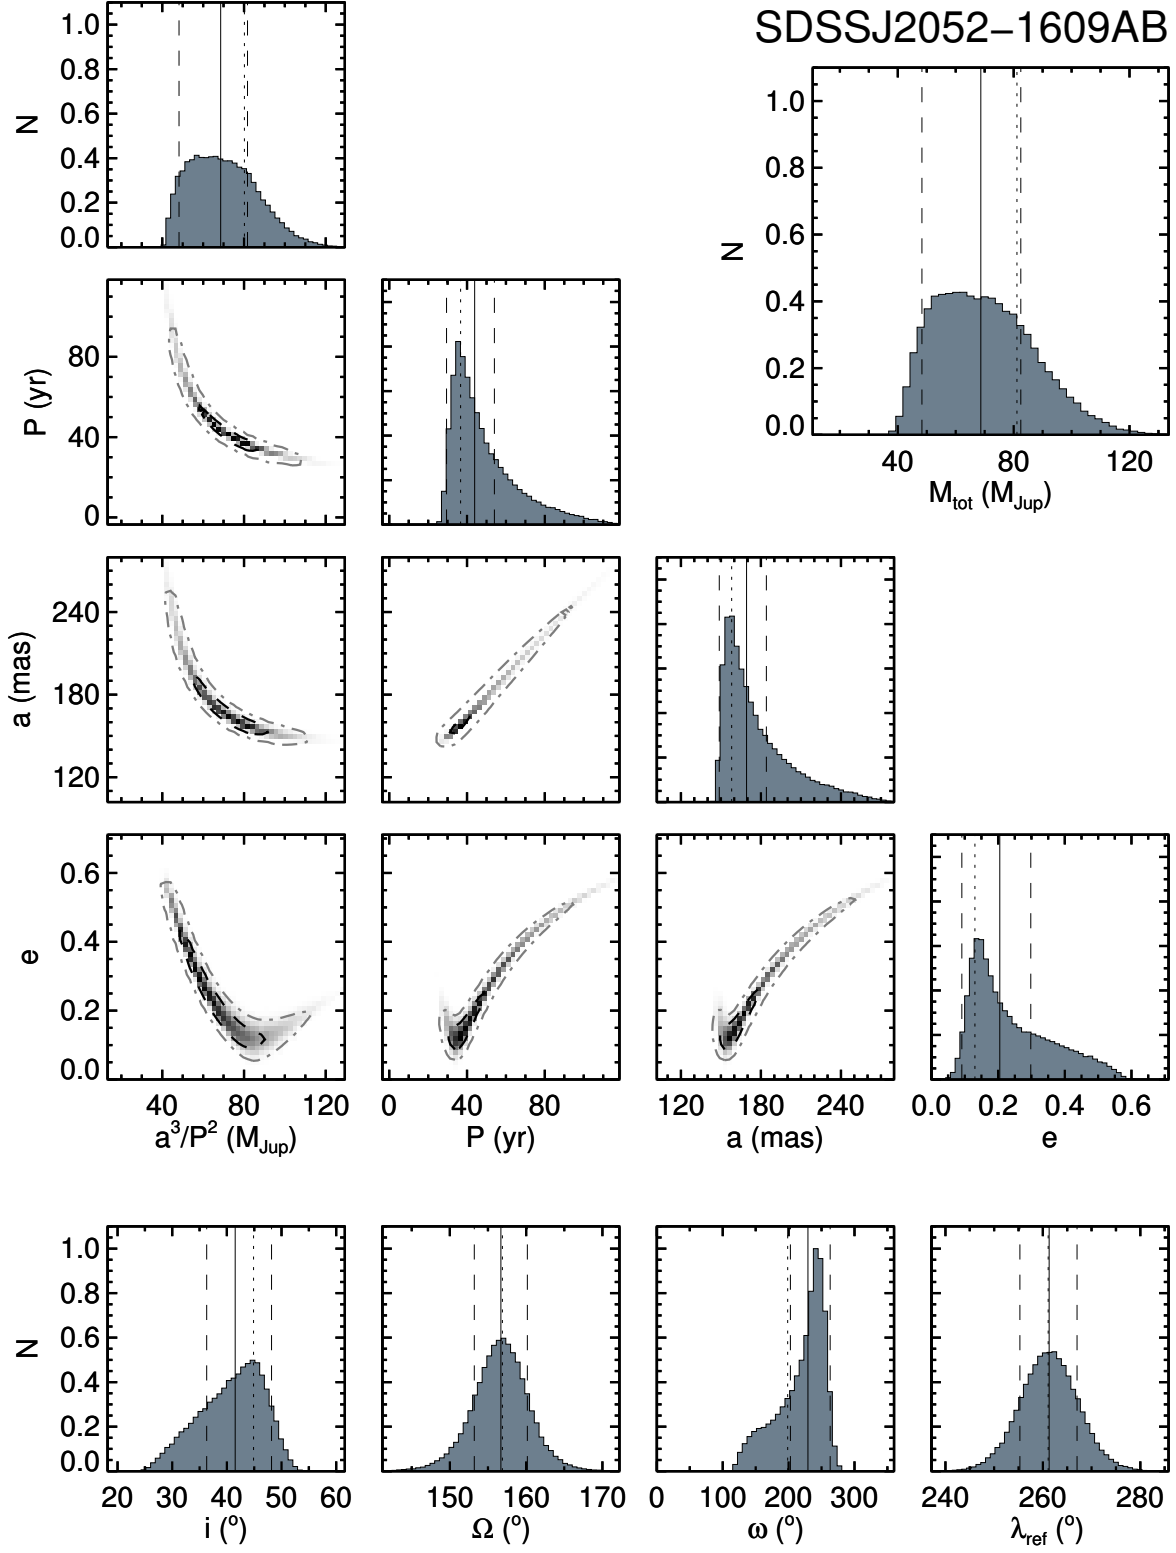 SDSSJ2052−1609AB
1.0
0.8
0.6
0.4
0.2
0.0
N
1.0
0.8
0.6
0.4
0.2
0.0
N
40 80 120
M_tot (M_Jup)
80
40
0
P (yr)
240
180
120
a (mas)
0.6
0.4
0.2
0.0
e
40 80 120
a³/P² (M_Jup)
0 40 80
P (yr)
120 180 240
a (mas)
0.0 0.2 0.4 0.6
e
1.0
0.8
0.6
0.4
0.2
0.0
N
20 30 40 50 60
i (°)
150 160 170
Ω (°)
0 100 200 300
ω (°)
240 260 280
λ_ref (°)